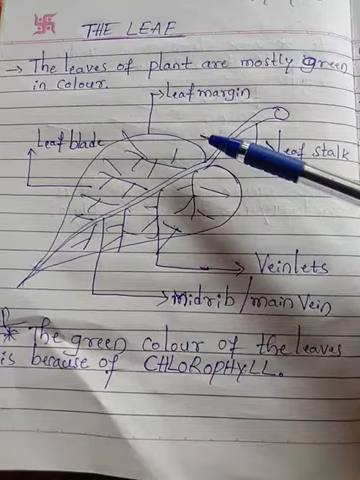 THE LEAF
→ The leaves of plant are mostly green
in colour.
Leaf margin
Leaf blade
Leaf stalk
Veinlets
midrib/main vein
* The green colour of the leaves
is because of CHLOROPHYLL.